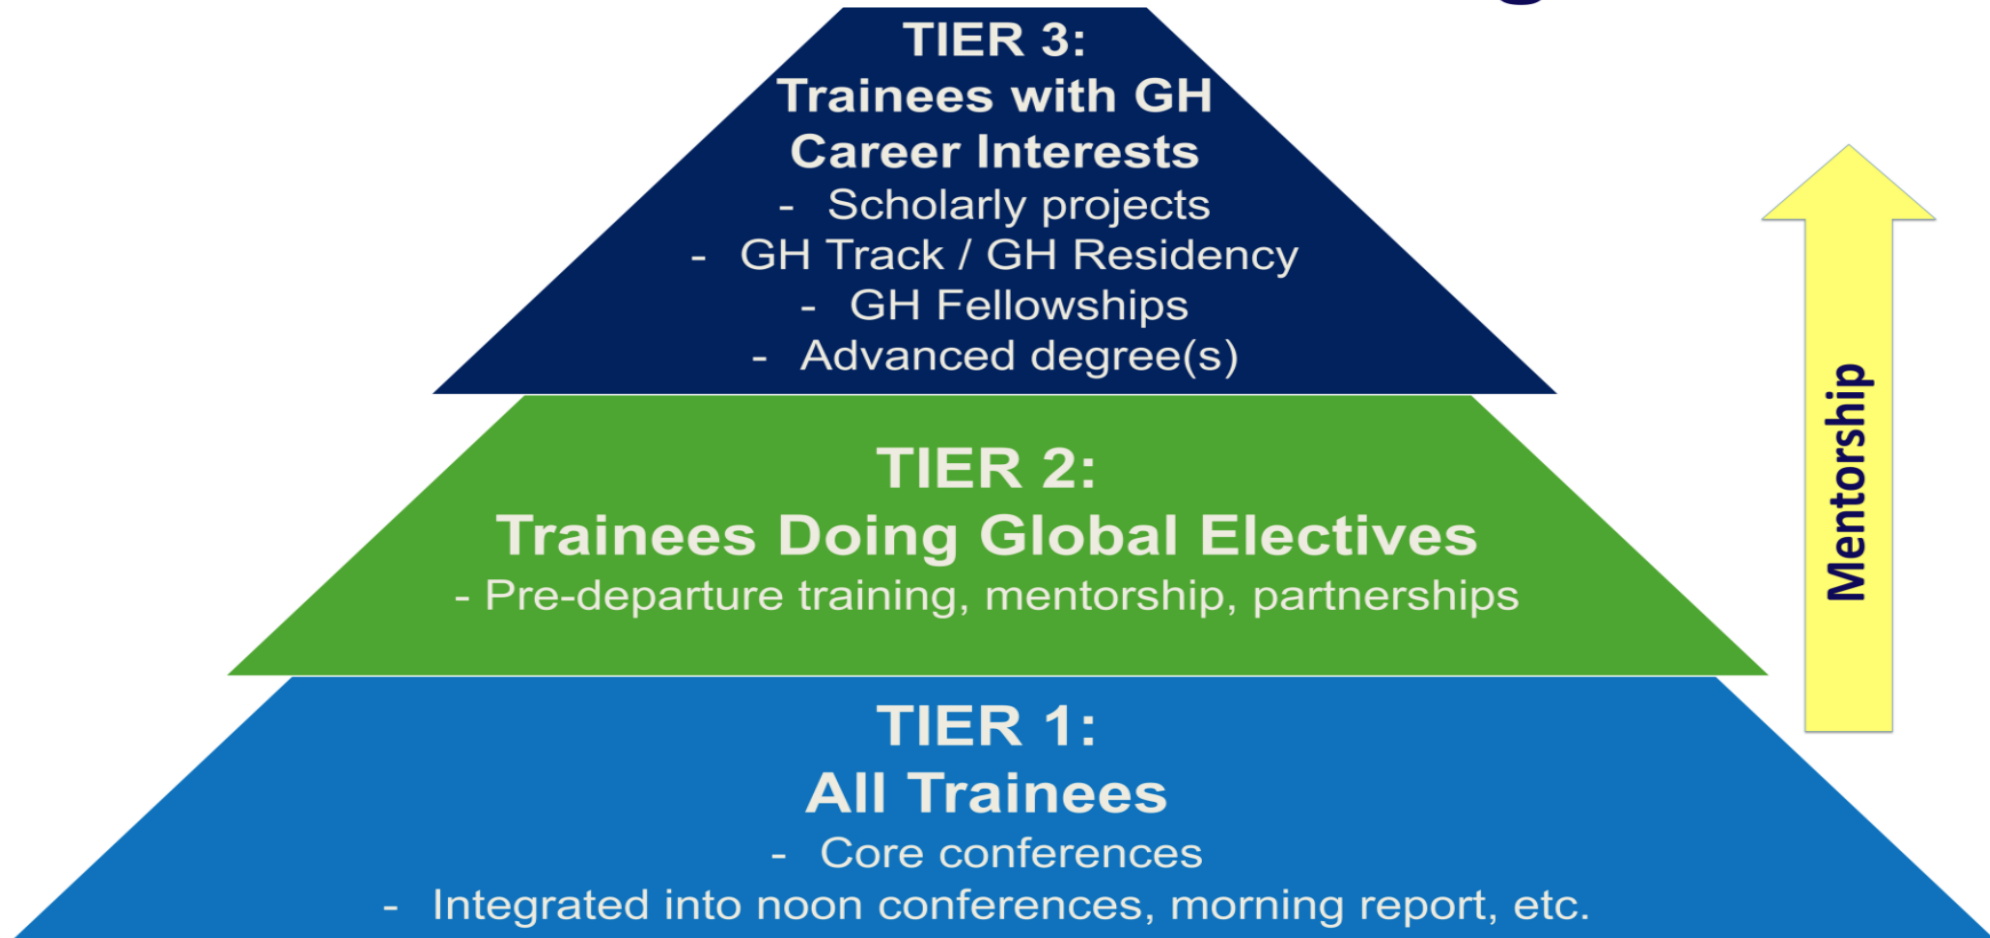 TIER 3:
Trainees with GH
Career Interests
- Scholarly projects
- GH Track / GH Residency
- GH Fellowships
- Advanced degree(s)
TIER 2:
Trainees Doing Global Electives
- Pre-departure training, mentorship, partnerships
TIER 1:
All Trainees
- Core conferences
- Integrated into noon conferences, morning report, etc.
Mentorship